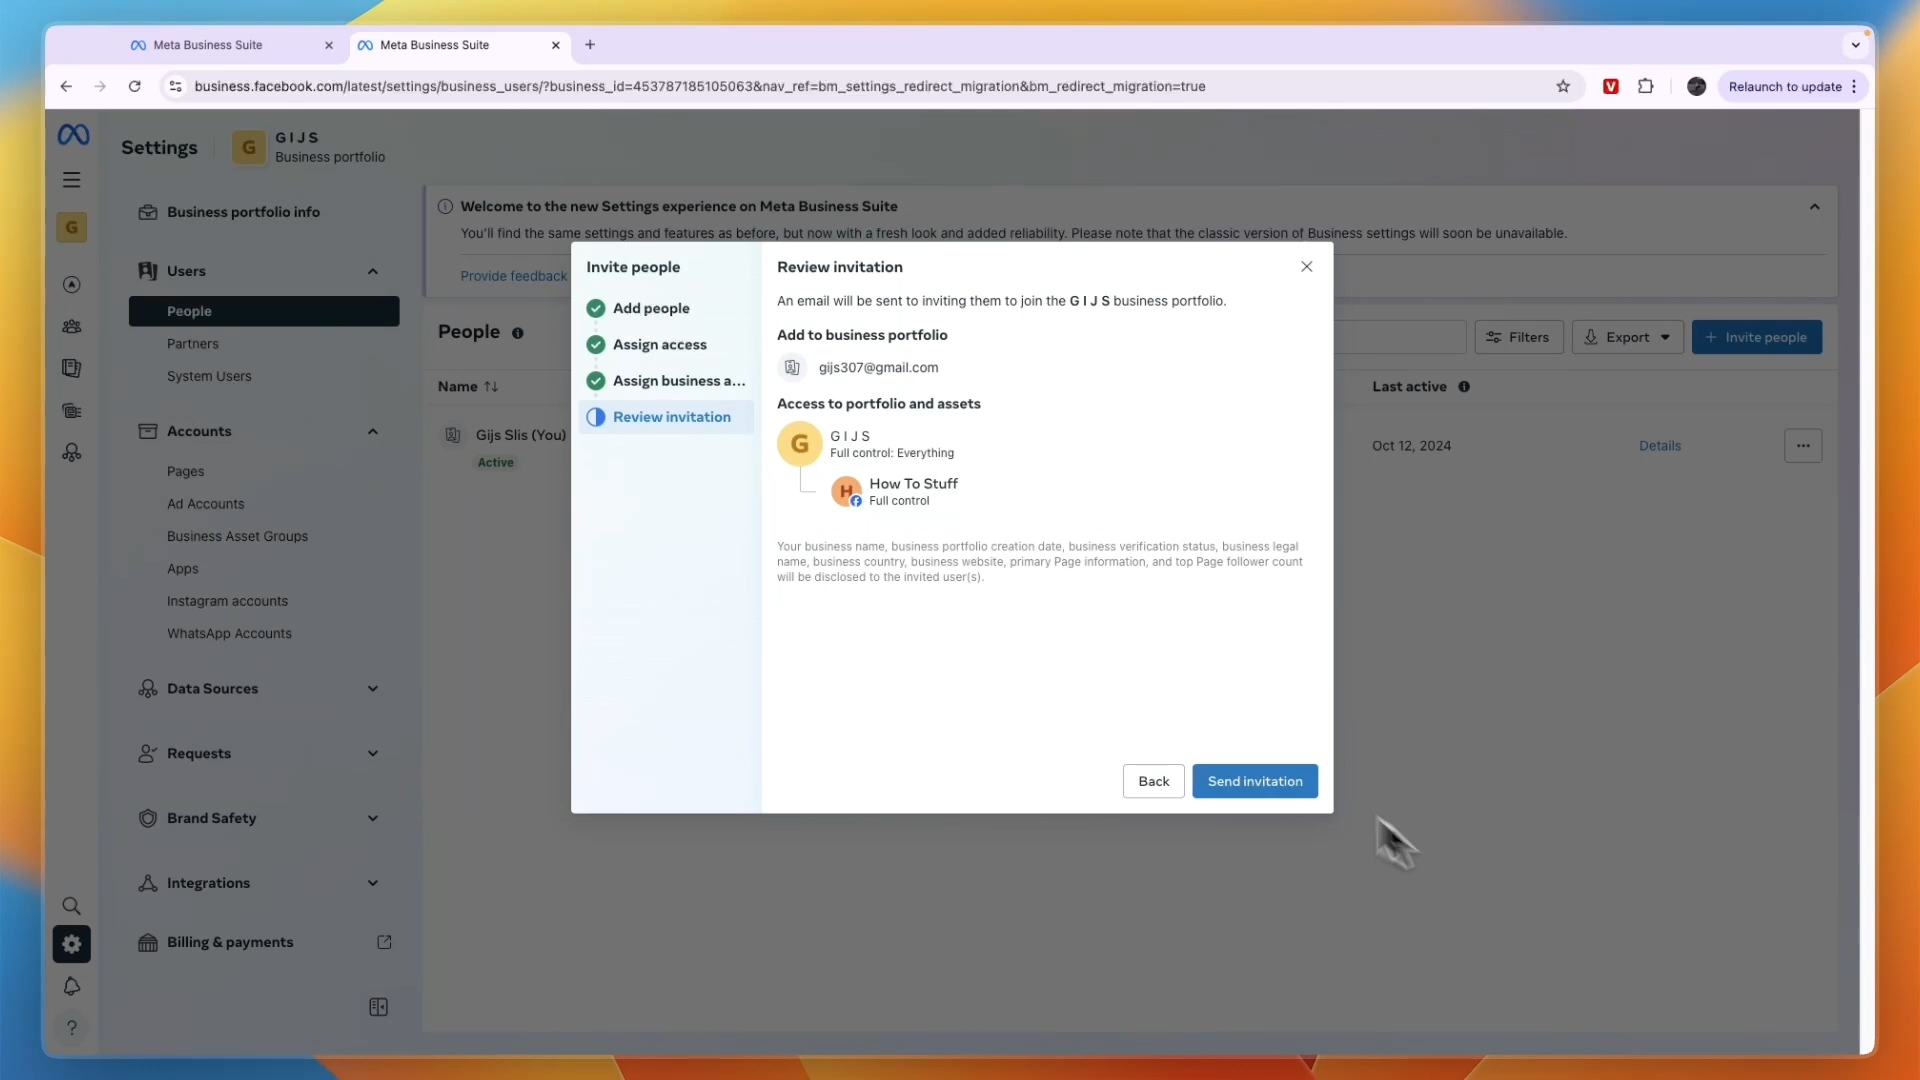 Meta Business Suite
Meta Business Suite
business.facebook.com/latest/settings/business_users/?business_id=453787185105063&nav_ref=bm_settings_redirect_migration&bm_redirect_migration=true
V
Relaunch to update
Settings
G
G I J S
Business portfolio
G
Business portfolio info
Users
People
Partners
System Users
Accounts
Pages
Ad Accounts
Business Asset Groups
Apps
Instagram accounts
WhatsApp Accounts
Data Sources
Requests
Brand Safety
Integrations
Billing & payments
?
Welcome to the new Settings experience on Meta Business Suite
You'll find the same settings and features as before, but now with a fresh look and added reliability. Please note that the classic version of Business settings will soon be unavailable.
Provide feedback
People
Filters
Export
+ Invite people
Name
Last active
Gijs Slis (You)
Active
Oct 12, 2024
Details
...
Invite people
Add people
Assign access
Assign business a...
Review invitation
Review invitation
An email will be sent to inviting them to join the G I J S business portfolio.
Add to business portfolio
gijs307@gmail.com
Access to portfolio and assets
G
G I J S
Full control: Everything
H
How To Stuff
Full control
Your business name, business portfolio creation date, business verification status, business legal
name, business country, business website, primary Page information, and top Page follower count
will be disclosed to the invited user(s).
Back
Send invitation